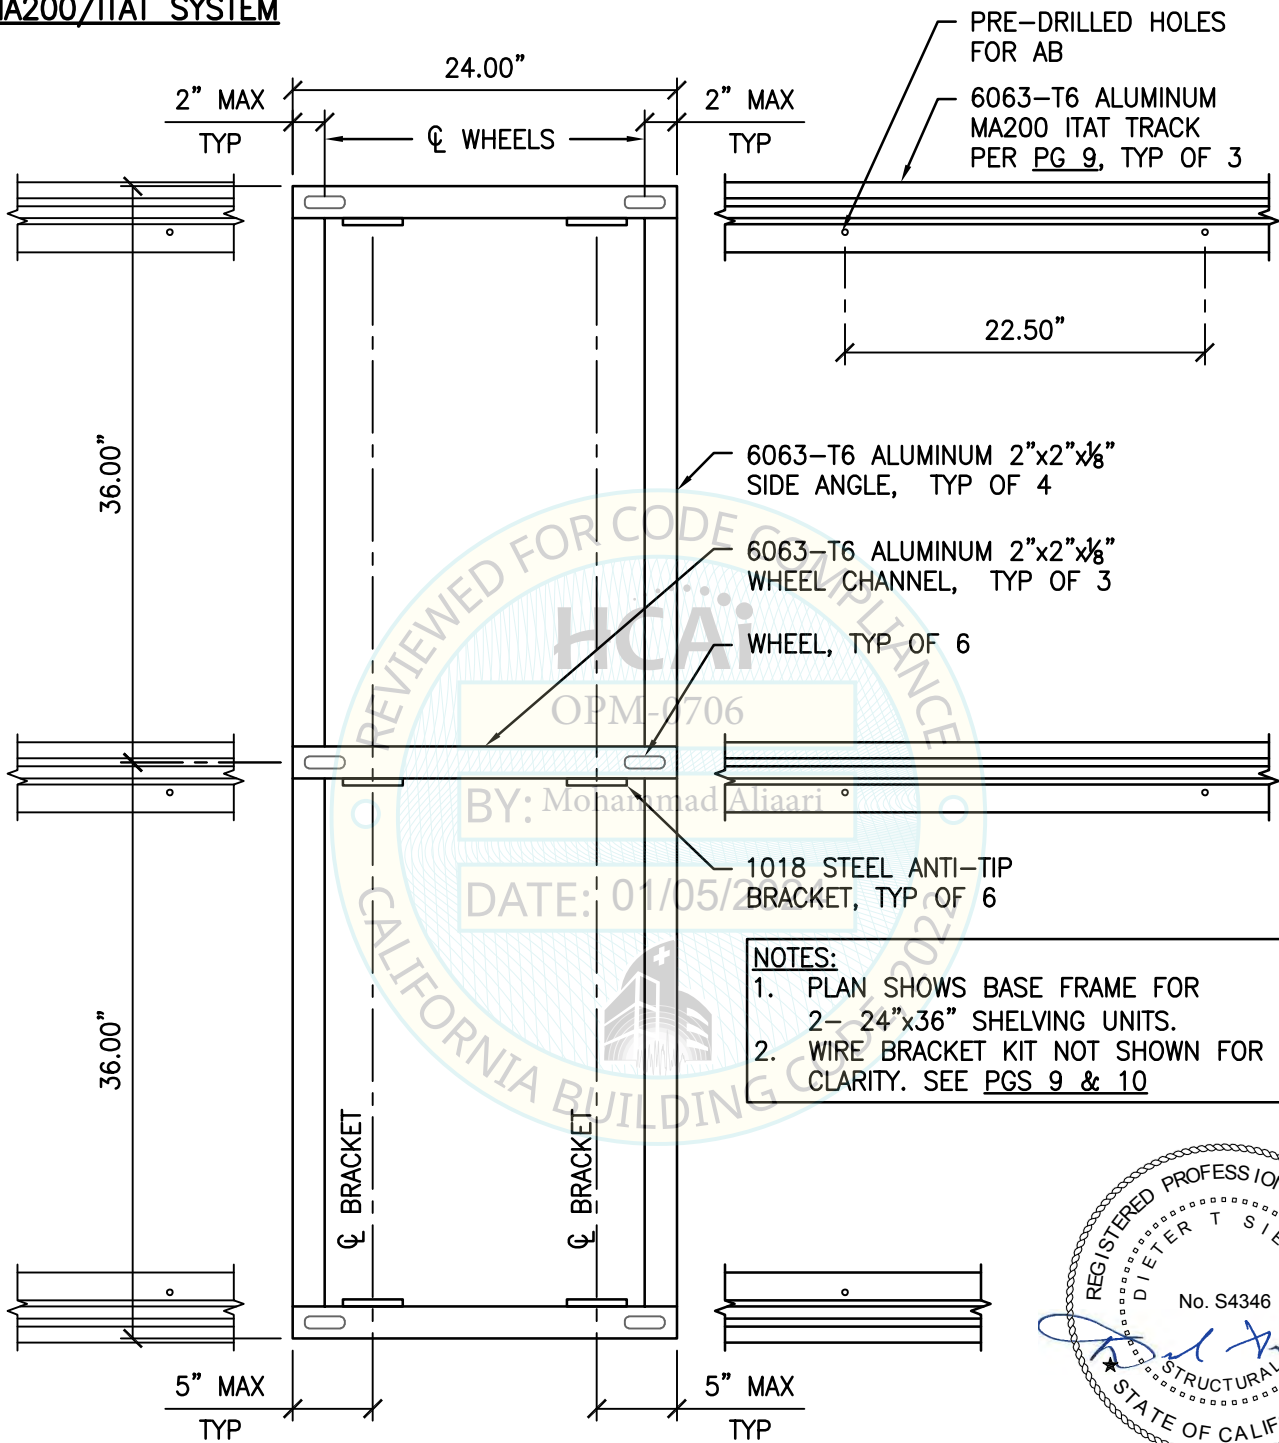 MA200/ITAT SYSTEM
24.00"
2" MAX
TYP
℄ WHEELS
2" MAX
TYP
PRE-DRILLED HOLES
FOR AB
6063-T6 ALUMINUM
MA200 ITAT TRACK
PER PG 9, TYP OF 3
22.50"
36.00"
6063-T6 ALUMINUM 2"x2"x⅛"
SIDE ANGLE, TYP OF 4
6063-T6 ALUMINUM 2"x2"x⅛"
WHEEL CHANNEL, TYP OF 3
WHEEL, TYP OF 6
REVIEWED FOR CODE COMPLIANCE
HCAi
OPM-0706
BY: Mohammad Aliaari
DATE: 01/05/2024
CALIFORNIA BUILDING CODE, 2022
1018 STEEL ANTI-TIP
BRACKET, TYP OF 6
NOTES:
1. PLAN SHOWS BASE FRAME FOR
2- 24"x36" SHELVING UNITS.
2. WIRE BRACKET KIT NOT SHOWN FOR
CLARITY. SEE PGS 9 & 10
36.00"
℄ BRACKET
℄ BRACKET
5" MAX
TYP
5" MAX
TYP
REGISTERED PROFESSION
DIETER T SIE
No. S4346
STRUCTURAL
STATE OF CALIF